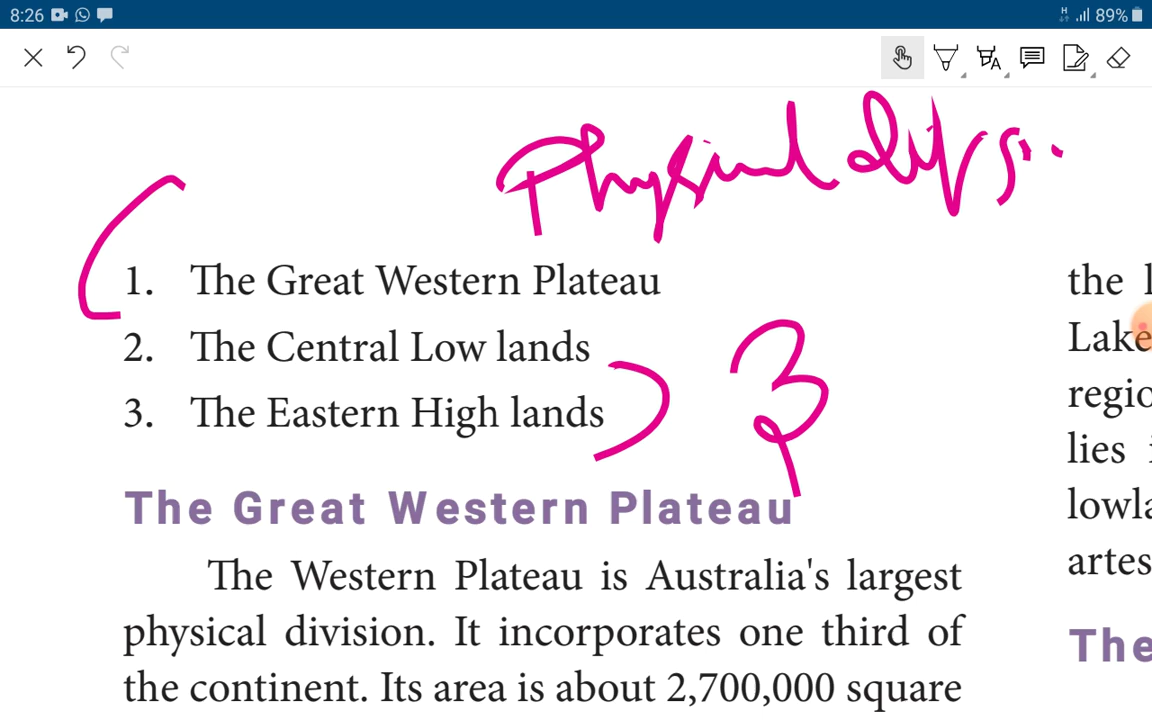 8:26
H
89%
Physical
1. The Great Western Plateau
2. The Central Low lands
3. The Eastern High lands
3
The Great Western Plateau
The Western Plateau is Australia's largest
physical division. It incorporates one third of
the continent. Its area is about 2,700,000 square
the l
Lake
regio
lies i
lowla
artes
The